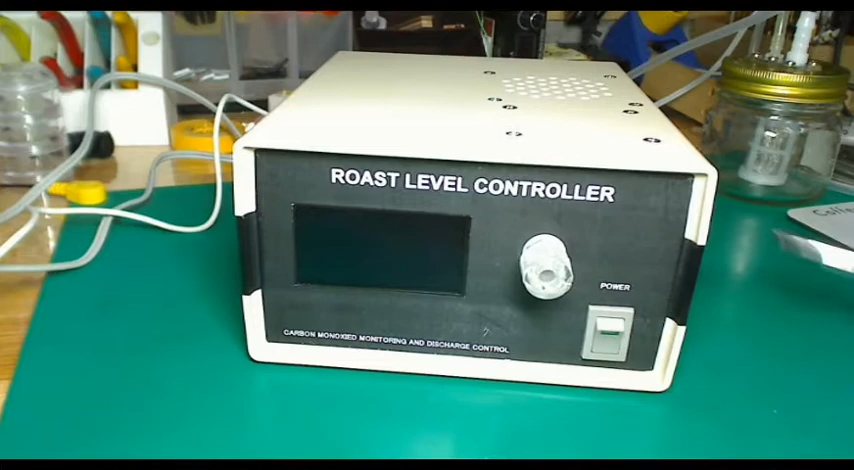 ROAST LEVEL CONTROLLER
POWER
CARBON MONOXIED MONITORING AND DISCHARGE CONTROL